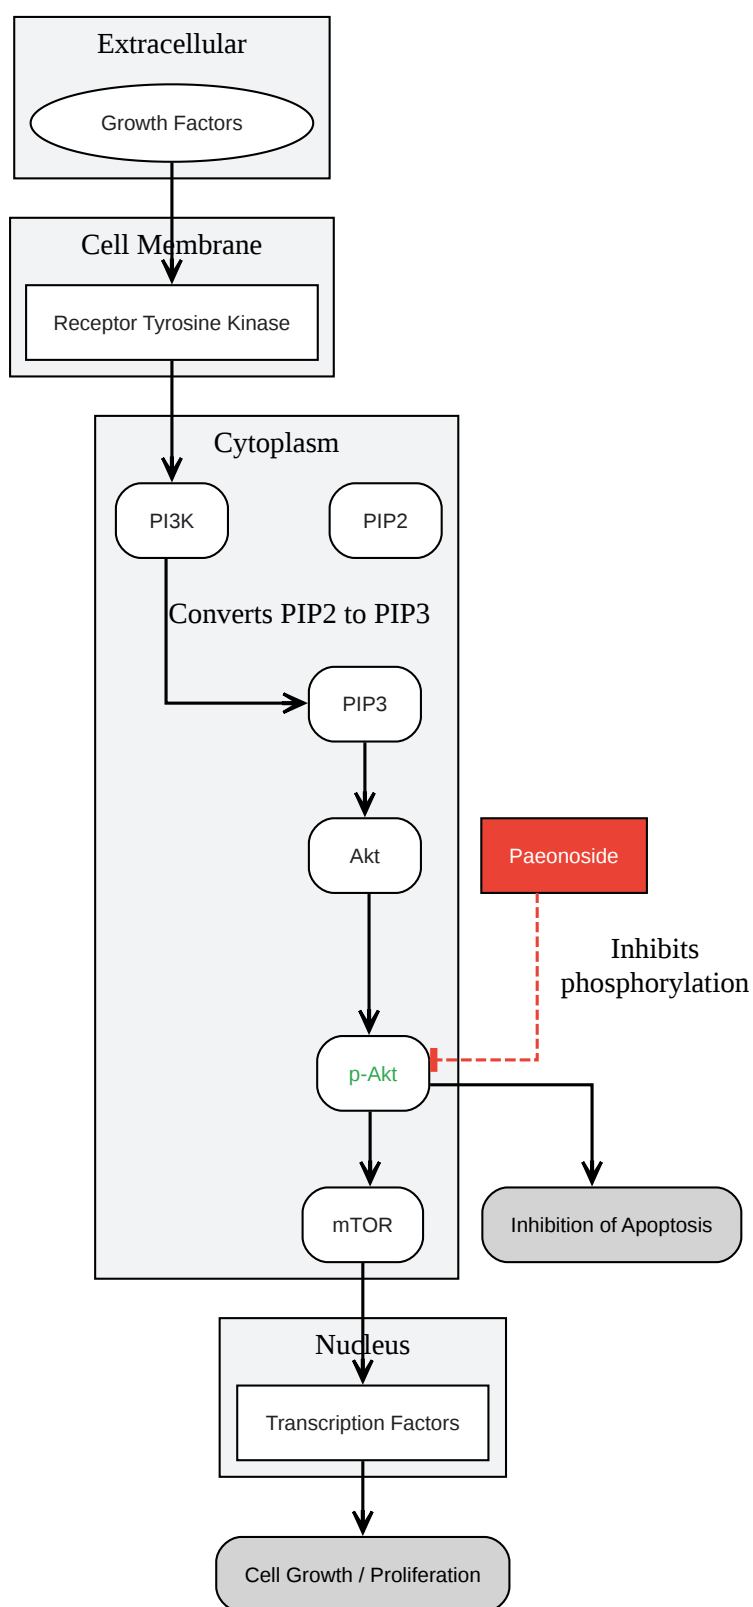 Extracellular
Growth Factors
Cell Membrane
Receptor Tyrosine Kinase
Cytoplasm
PI3K
PIP2
Converts PIP2 to PIP3
PIP3
Akt
Paeonoside
Inhibits
phosphorylation
p-Akt
mTOR
Inhibition of Apoptosis
Nucleus
Transcription Factors
Cell Growth / Proliferation